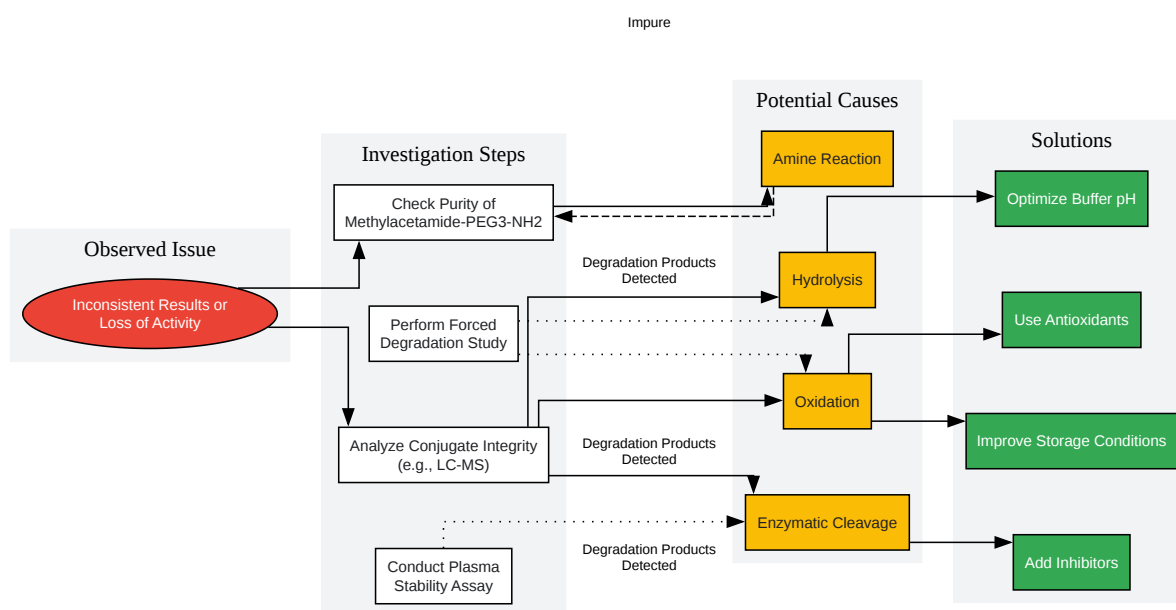 Impure
Observed Issue
Inconsistent Results or
Loss of Activity
Investigation Steps
Check Purity of
Methylacetamide-PEG3-NH2
Perform Forced
Degradation Study
Analyze Conjugate Integrity
(e.g., LC-MS)
Conduct Plasma
Stability Assay
Degradation Products
Detected
Degradation Products
Detected
Degradation Products
Detected
Potential Causes
Amine Reaction
Hydrolysis
Oxidation
Enzymatic Cleavage
Solutions
Optimize Buffer pH
Use Antioxidants
Improve Storage Conditions
Add Inhibitors